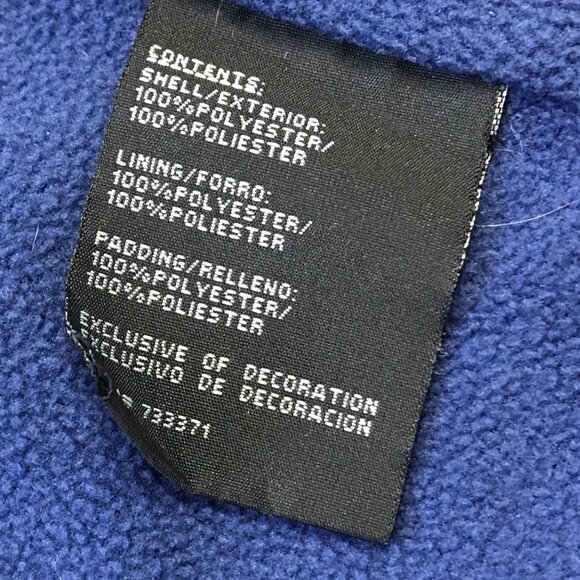 CONTENTS:
SHELL/EXTERIOR:
100%POLYESTER/
100%POLIESTER
LINING/FORRO:
100%POLYESTER/
100%POLIESTER
PADDING/RELLENO:
100%POLYESTER/
100%POLIESTER
EXCLUSIVE OF DECORATION
EXCLUSIVO DE DECORACION
733371